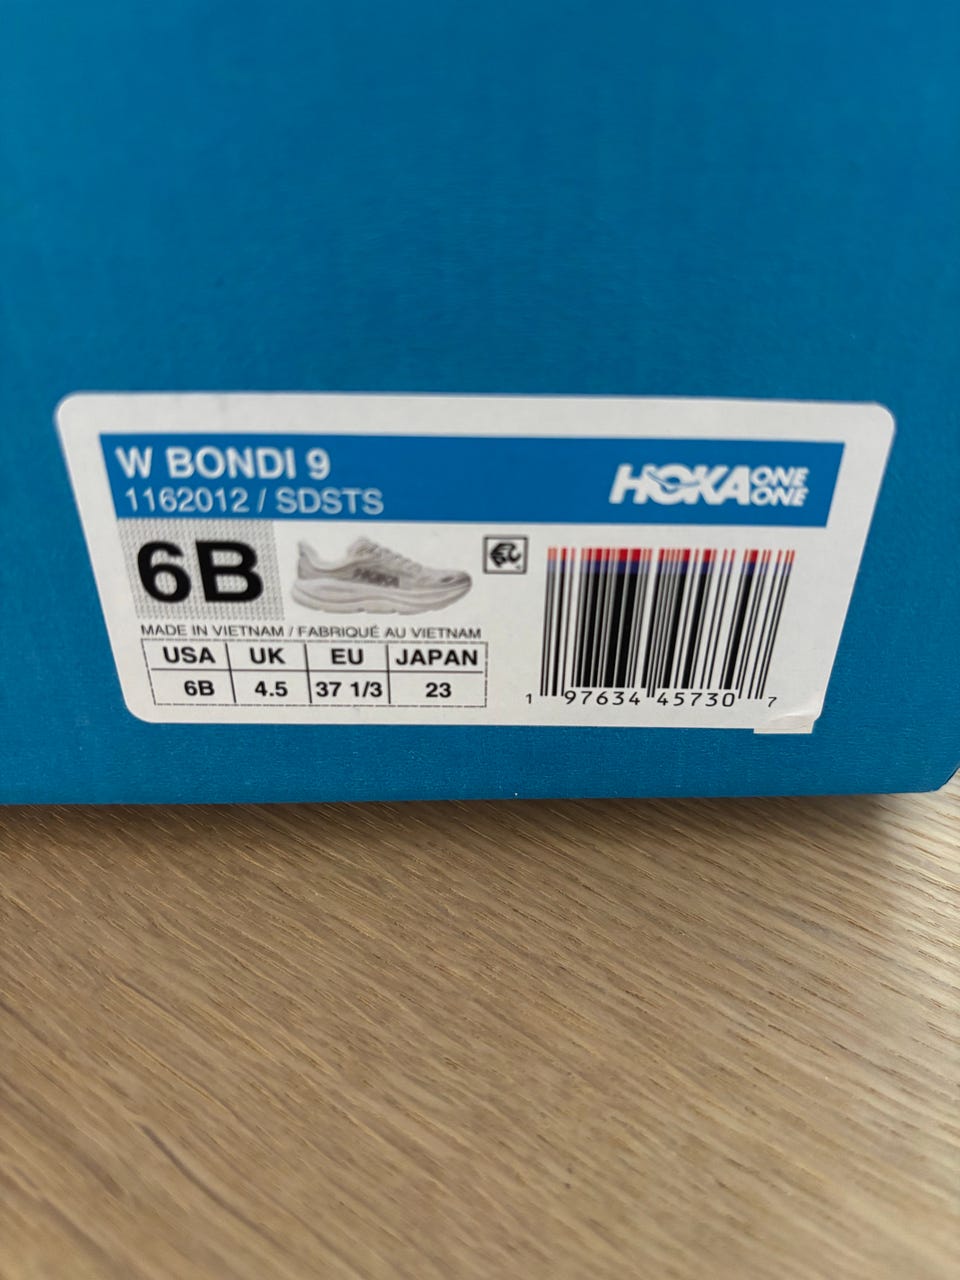 W BONDI 9
1162012 / SDSTS
HOKA ONE ONE
6B
HOKA
MADE IN VIETNAM / FABRIQUÉ AU VIETNAM
USA UK EU JAPAN
6B 4.5 37 1/3 23
1 97634 45730 7